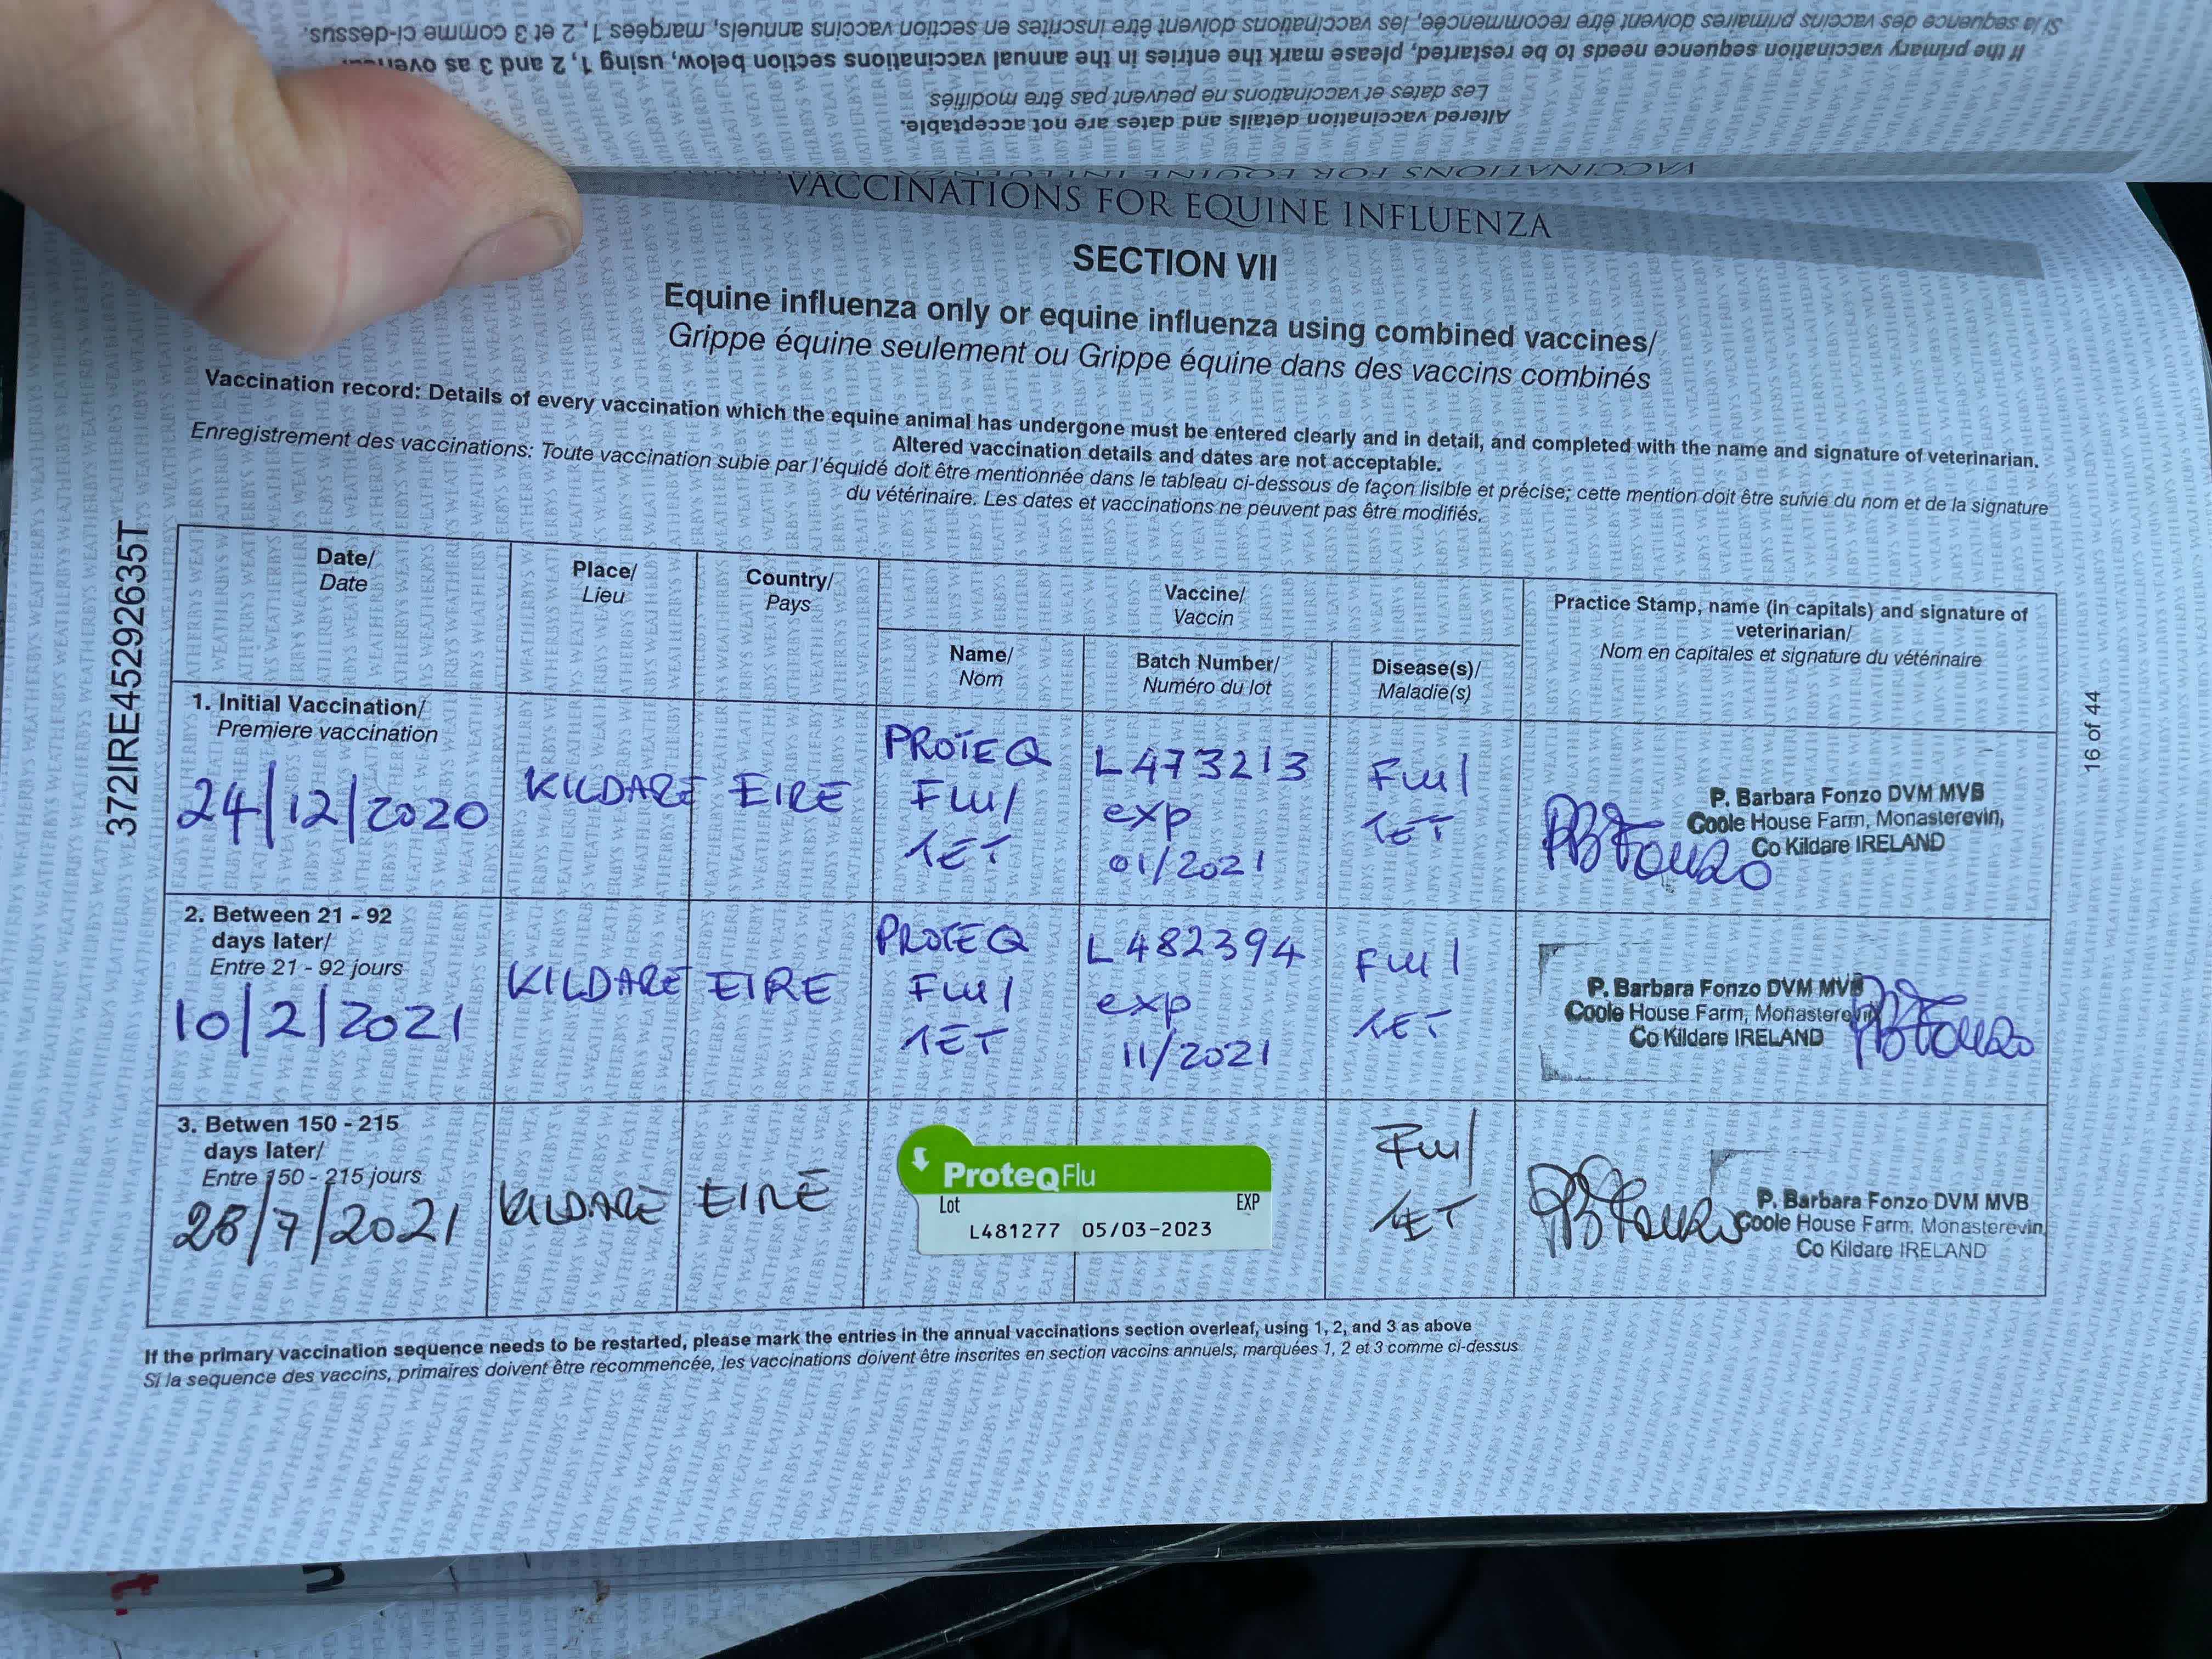 Si la sequence des vaccins primaires doivent être recommencée, les vaccinations doivent être inscrites en section vaccins annuels, marquées 1, 2 et 3 comme ci-dessus.
If the primary vaccination sequence needs to be restarted, please mark the entries in the annual vaccinations section below, using 1, 2 and 3 as
Les dates et vaccinations ne peuvent pas être modifiés
Altered vaccination details and dates are not acceptable.
VACCINATIONS FOR EQUINE
VACCINATIONS FOR EQUINE INFLUENZA
SECTION VII
Equine influenza only or equine influenza using combined vaccines/
Grippe équine seulement ou Grippe équine dans des vaccins combinés
Vaccination record: Details of every vaccination which the equine animal has undergone must be entered clearly and in detail, and completed with the name and signature of veterinarian.
Altered vaccination details and dates are not acceptable.
Enregistrement des vaccinations: Toute vaccination subie par l'équidé doit être mentionnée dans le tableau ci-dessous de façon lisible et précise; cette mention doit être suivie du nom et de la signature
du vétérinaire. Les dates et vaccinations ne peuvent pas être modifiés.
372IRE45292635T
Date/
Date
Place/
Lieu
Country/
Pays
Vaccine/
Vaccin
Name/
Nom
Batch Number/
Numéro du lot
Disease(s)/
Maladie(s)
Practice Stamp, name (in capitals) and signature of
veterinarian/
Nom en capitales et signature du vétérinaire
1. Initial Vaccination/
Premiere vaccination
24/12/2020
KILDARE
EIRE
PROTEQ
Flu/
TET
L473213
exp
01/2021
Flu/
TET
PBFonzo
P. Barbara Fonzo DVM MVB
Coole House Farm, Monasterevin,
Co Kildare IRELAND
2. Between 21 - 92
days later/
Entre 21 - 92 jours
10/2/2021
KILDARE
EIRE
PROTEQ
Flu/
TET
L482394
exp
11/2021
Flu/
TET
P. Barbara Fonzo DVM MVB
Coole House Farm, Monasterevin
Co Kildare IRELAND
PBFonzo
3. Betwen 150 - 215
days later/
Entre 150 - 215 jours
28/7/2021
KILDARE
EIRE
ProteqFlu
Lot
EXP
L481277 05/03-2023
Flu/
TET
PBFonzo
P. Barbara Fonzo DVM MVB
Coole House Farm, Monasterevin,
Co Kildare IRELAND
If the primary vaccination sequence needs to be restarted, please mark the entries in the annual vaccinations section overleaf, using 1, 2, and 3 as above
Si la sequence des vaccins, primaires doivent être recommencée, les vaccinations doivent être inscrites en section vaccins annuels, marquées 1, 2 et 3 comme ci-dessus
16 of 44